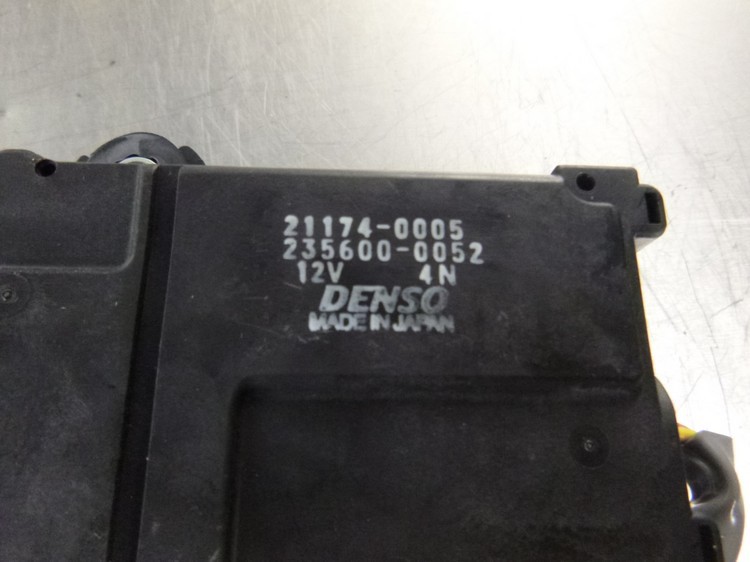 21174-0005
235600-0052
12V 4N
DENSO
MADE IN JAPAN